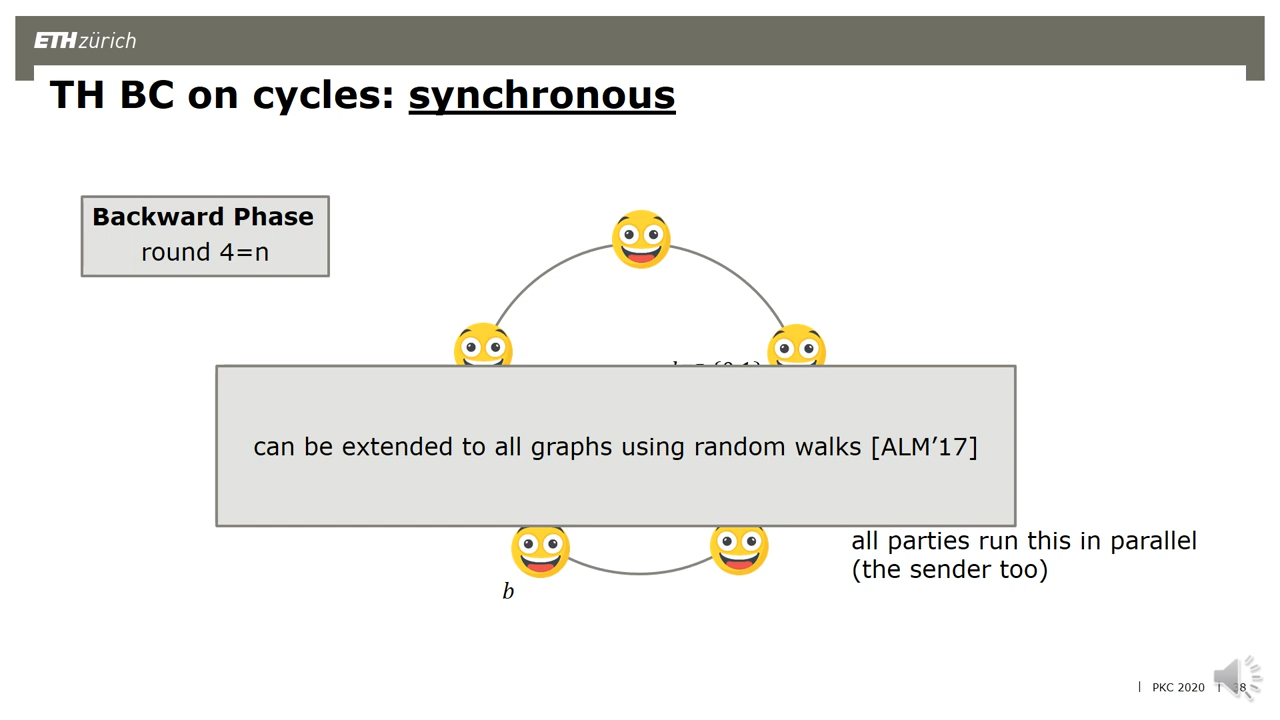 ETH zürich
TH BC on cycles: synchronous
Backward Phase
round 4=n
can be extended to all graphs using random walks [ALM’17]
all parties run this in parallel
(the sender too)
b
| PKC 2020 | 38